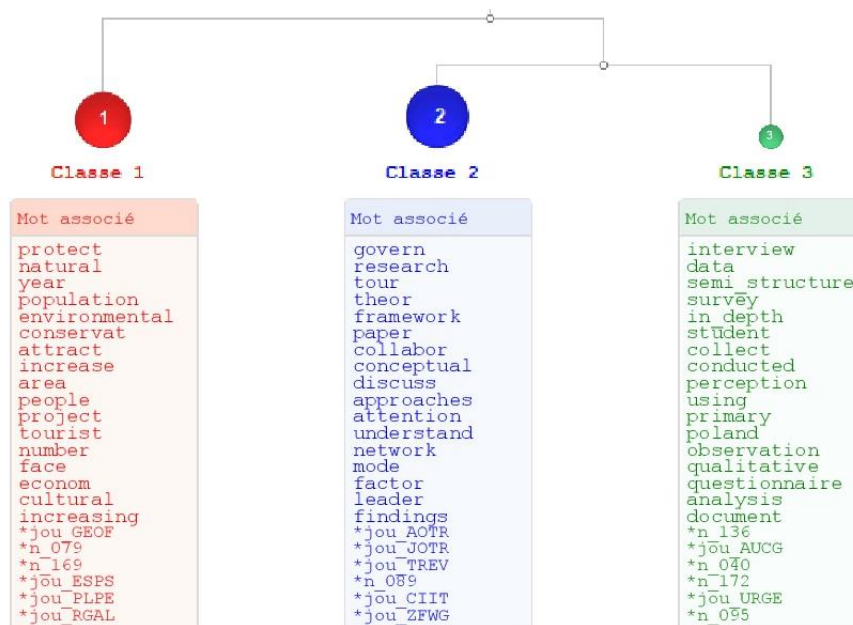 1
2
3
Classe 1
Classe 2
Classe 3
Mot associé
protect
natural
year
population
environmental
conservat
attract
increase
area
people
project
tourist
number
face
econom
cultural
increasing
*jou_GEOF
*n_079
*n_169
*jou_ESPS
*jou_PLPE
*jou_RGAL
Mot associé
govern
research
tour
theor
framework
paper
collabor
conceptual
discuss
approaches
attention
understand
network
mode
factor
leader
findings
*jou_AOTR
*jou_JOTR
*jou_TREV
*n_089
*jou_CIIT
*jou_ZFWG
Mot associé
interview
data
semi_structure
survey
in_depth
student
collect
conducted
perception
using
primary
poland
observation
qualitative
questionnaire
analysis
document
*n_136
*jou_AUCG
*n_040
*n_172
*jou_URGE
*n_095